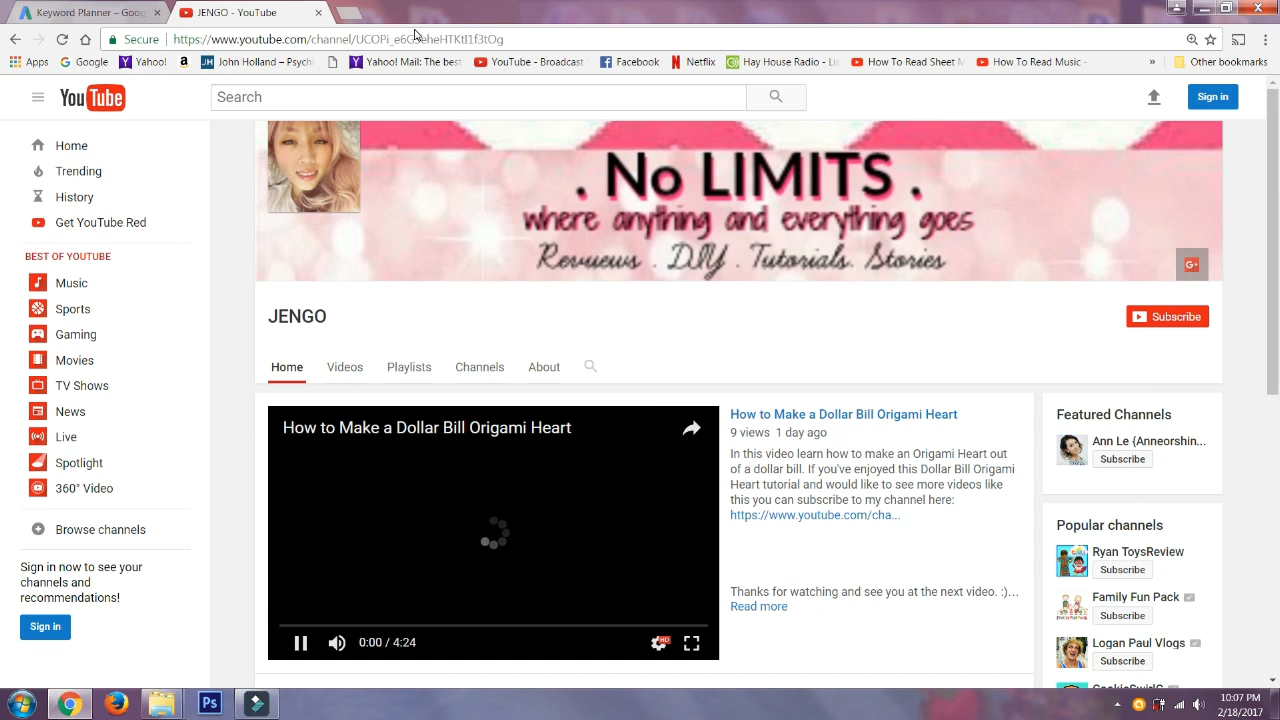 Keyword Planner – Goog
JENGO - YouTube
Secure
https://www.youtube.com/channel/UCOPi_e6G
eheHTKtI1f3tOg
Apps
Google
Yahoo!
John Holland – Psych
Yahoo! Mail: The best
YouTube - Broadcast
Facebook
Netflix
Hay House Radio - Lis
How To Read Sheet M
How To Read Music -
Other bookmarks
YouTube
Search
Sign in
Home
Trending
History
Get YouTube Red
BEST OF YOUTUBE
Music
Sports
Gaming
Movies
TV Shows
News
Live
Spotlight
360° Video
Browse channels
Sign in now to see your
channels and
recommendations!
Sign in
. No LIMITS .
where anything and everything goes
Revuews . DIY . Tutorials. Stories
G+
JENGO
Subscribe
Home Videos Playlists Channels About
How to Make a Dollar Bill Origami Heart
0:00 / 4:24
HD
How to Make a Dollar Bill Origami Heart
9 views 1 day ago
In this video learn how to make an Origami Heart out
of a dollar bill. If you've enjoyed this Dollar Bill Origami
Heart tutorial and would like to see more videos like
this you can subscribe to my channel here:
https://www.youtube.com/cha...
Thanks for watching and see you at the next video. :)...
Read more
Featured Channels
Ann Le {Anneorshin...
Subscribe
Popular channels
Ryan ToysReview
Subscribe
Family Fun Pack
Subscribe
Logan Paul Vlogs
Subscribe
CookieSwirlC
Ps
10:07 PM
2/18/2017